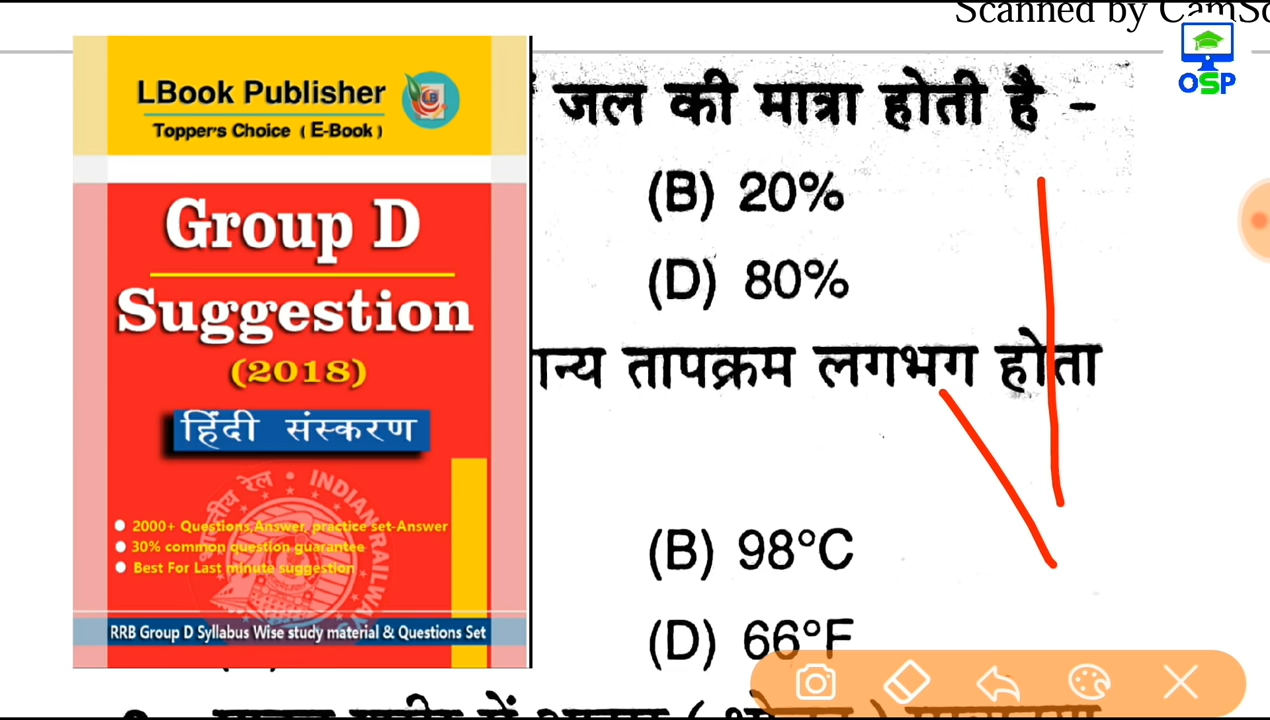 Scanned by CamSc
OSP
LBook Publisher
Topper's Choice ( E-Book )
Group D
Suggestion
(2018)
हिंदी संस्करण
रेल • INDIAN RAILWAYS
2000+ Questions,Answer, practice set-Answer
30% common question guarantee
Best For Last minute suggestion
RRB Group D Syllabus Wise study material & Questions Set
जल की मात्रा होती है -
(B) 20%
(D) 80%
तापक्रम लगभग होता
(B) 98°C
(D) 66°F